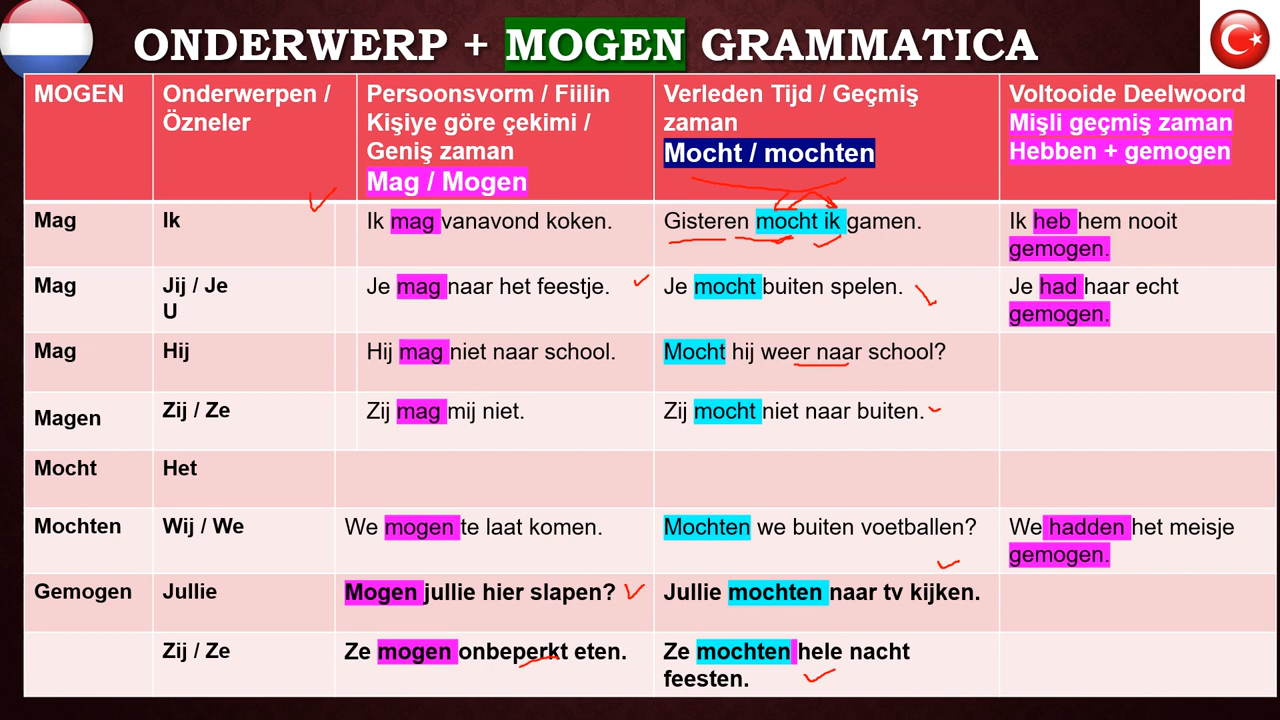 ONDERWERP + MOGEN GRAMMATICA
MOGEN
Onderwerpen /
Özneler
Persoonsvorm / Fiilin
Kişiye göre çekimi /
Geniş zaman
Mag / Mogen
Verleden Tijd / Geçmiş
zaman
Mocht / mochten
Voltooide Deelwoord
Mişli geçmiş zaman
Hebben + gemogen
Mag
Ik
Ik mag vanavond koken.
Gisteren mocht ik gamen.
Ik heb hem nooit
gemogen.
Mag
Jij / Je
U
Je mag naar het feestje.
Je mocht buiten spelen.
Je had haar echt
gemogen.
Mag
Hij
Hij mag niet naar school.
Mocht hij weer naar school?
Magen
Zij / Ze
Zij mag mij niet.
Zij mocht niet naar buiten.
Mocht
Het
Mochten
Wij / We
We mogen te laat komen.
Mochten we buiten voetballen?
We hadden het meisje
gemogen.
Gemogen
Jullie
Mogen jullie hier slapen?
Jullie mochten naar tv kijken.
Zij / Ze
Ze mogen onbeperkt eten.
Ze mochten hele nacht
feesten.